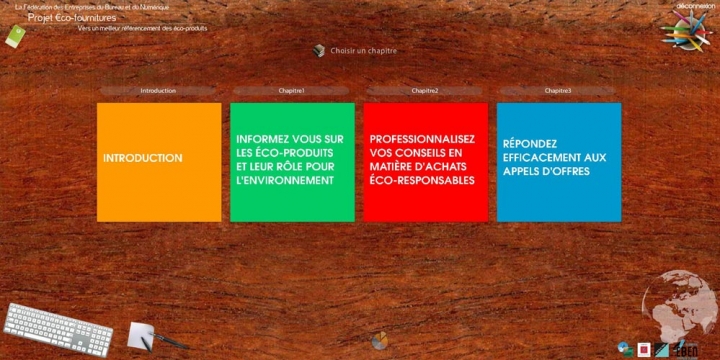 La Fédération des Entreprises du Bureau et du Numérique
Projet Éco-fournitures
Vers un meilleur référencement des éco-produits
déconnexion
Choisir un chapitre
Introduction
Chapitre1
Chapitre2
Chapitre3
INTRODUCTION
INFORMEZ VOUS SUR
LES ÉCO-PRODUITS
ET LEUR RÔLE POUR
L'ENVIRONNEMENT
PROFESSIONNALISEZ
VOS CONSEILS EN
MATIÈRE D'ACHATS
ÉCO-RESPONSABLES
RÉPONDEZ
EFFICACEMENT AUX
APPELS D'OFFRES
EBEN